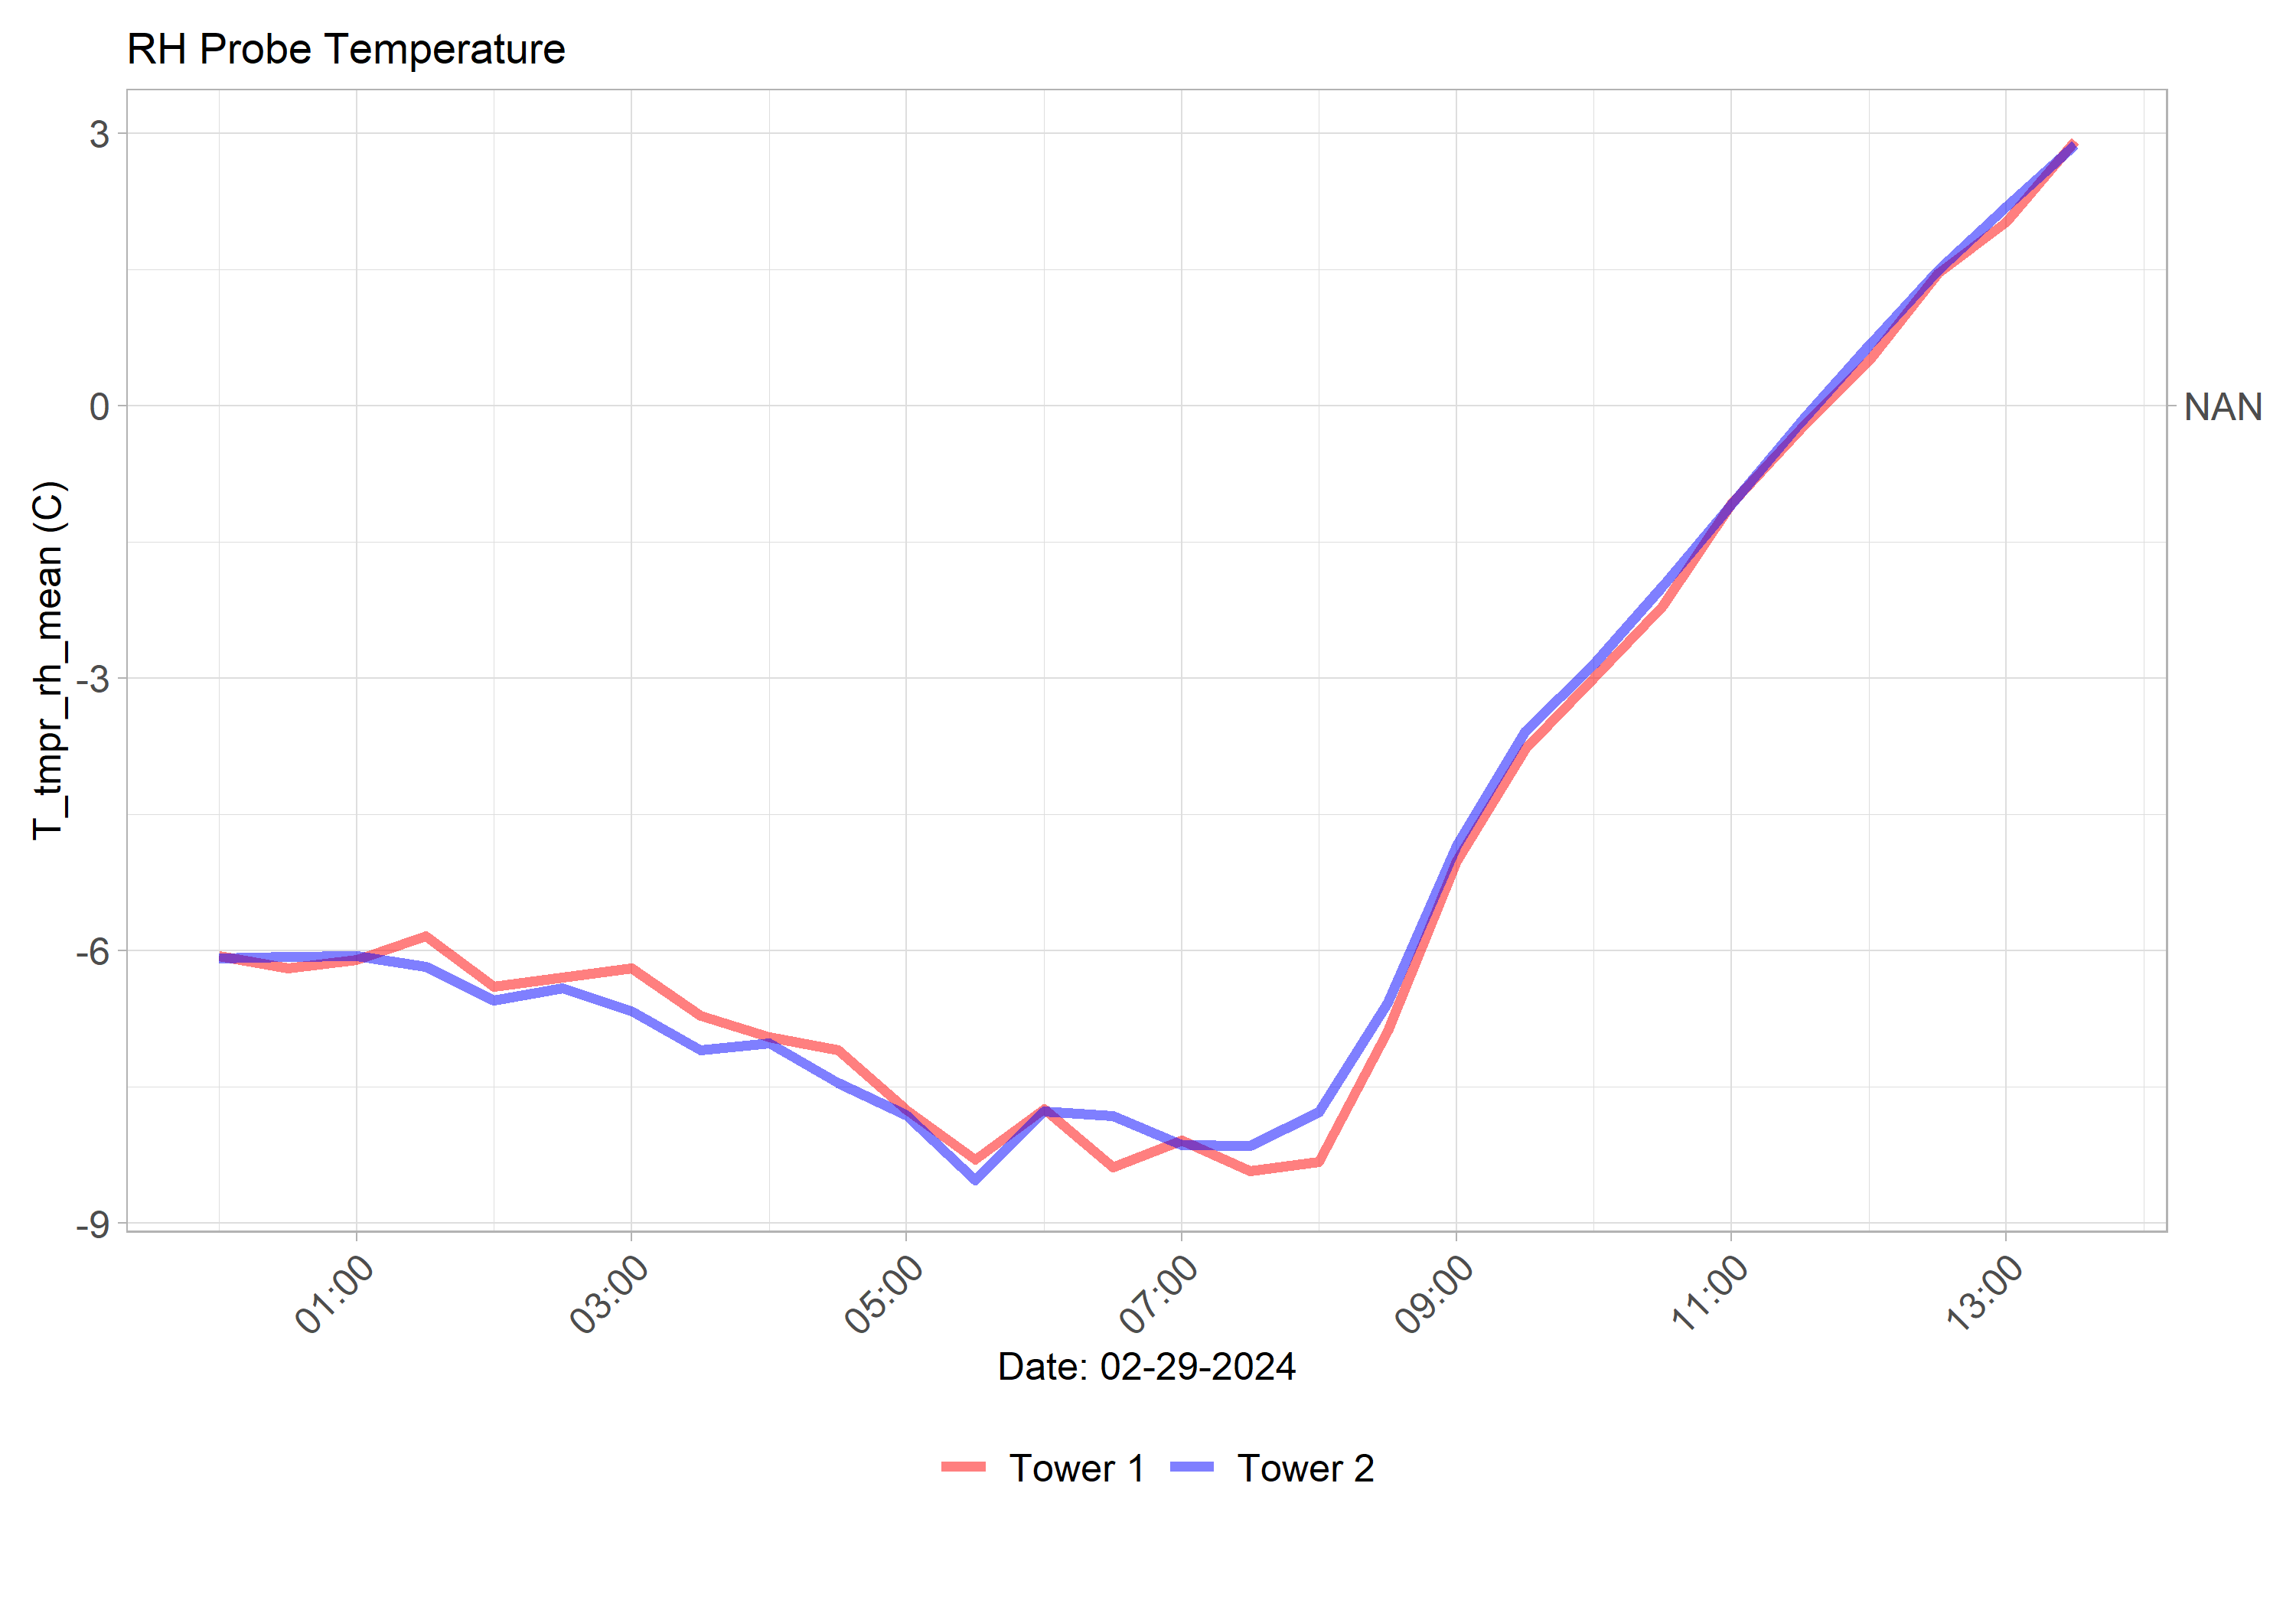 RH Probe Temperature
T_tmpr_rh_mean (C)
3
0
-3
-6
-9
NAN
01:00
03:00
05:00
07:00
09:00
11:00
13:00
Date: 02-29-2024
Tower 1
Tower 2